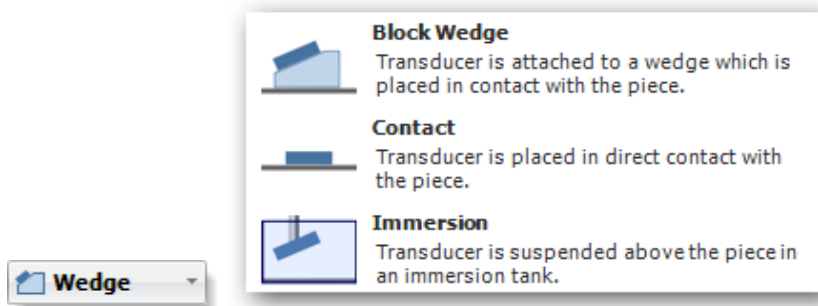 Block Wedge
Transducer is attached to a wedge which is
placed in contact with the piece.
Contact
Transducer is placed in direct contact with
the piece.
Immersion
Transducer is suspended above the piece in
an immersion tank.
Wedge